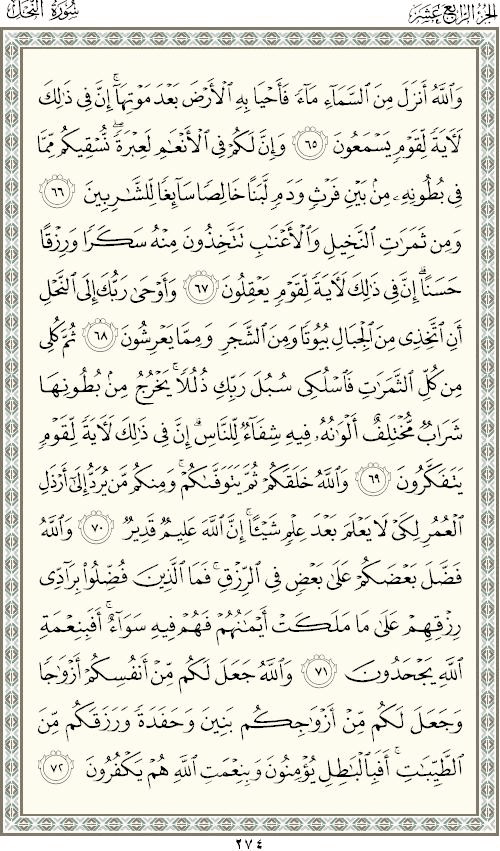 الجزء الرابع عشر
سورة النحل
وَٱللَّهُ أَنزَلَ مِنَ ٱلسَّمَآءِ مَآءً فَأَحْيَا بِهِ ٱلْأَرْضَ بَعْدَ مَوْتِهَآ ۚ إِنَّ فِى ذَٰلِكَ
لَـَٔايَةً لِّقَوْمٍ يَسْمَعُونَ ٦٥ وَإِنَّ لَكُمْ فِى ٱلْأَنْعَـٰمِ لَعِبْرَةً ۖ نُّسْقِيكُم مِّمَّا
فِى بُطُونِهِۦ مِنۢ بَيْنِ فَرْثٍ وَدَمٍ لَّبَنًا خَالِصًا سَآئِغًا لِّلشَّـٰرِبِينَ ٦٦
وَمِن ثَمَرَٰتِ ٱلنَّخِيلِ وَٱلْأَعْنَـٰبِ تَتَّخِذُونَ مِنْهُ سَكَرًا وَرِزْقًا
حَسَنًا ۗ إِنَّ فِى ذَٰلِكَ لَـَٔايَةً لِّقَوْمٍ يَعْقِلُونَ ٦٧ وَأَوْحَىٰ رَبُّكَ إِلَى ٱلنَّحْلِ
أَنِ ٱتَّخِذِى مِنَ ٱلْجِبَالِ بُيُوتًا وَمِنَ ٱلشَّجَرِ وَمِمَّا يَعْرِشُونَ ٦٨ ثُمَّ كُلِى
مِن كُلِّ ٱلثَّمَرَٰتِ فَٱسْلُكِى سُبُلَ رَبِّكِ ذُلُلًا ۚ يَخْرُجُ مِنۢ بُطُونِهَا
شَرَابٌ مُّخْتَلِفٌ أَلْوَٰنُهُۥ فِيهِ شِفَآءٌ لِّلنَّاسِ ۗ إِنَّ فِى ذَٰلِكَ لَـَٔايَةً لِّقَوْمٍ
يَتَفَكَّرُونَ ٦٩ وَٱللَّهُ خَلَقَكُمْ ثُمَّ يَتَوَفَّىٰكُمْ ۚ وَمِنكُم مَّن يُرَدُّ إِلَىٰٓ أَرْذَلِ
ٱلْعُمُرِ لِكَىْ لَا يَعْلَمَ بَعْدَ عِلْمٍ شَيْـًٔا ۚ إِنَّ ٱللَّهَ عَلِيمٌ قَدِيرٌ ٧٠ وَٱللَّهُ
فَضَّلَ بَعْضَكُمْ عَلَىٰ بَعْضٍ فِى ٱلرِّزْقِ ۚ فَمَا ٱلَّذِينَ فُضِّلُوا۟ بِرَآدِّى
رِزْقِهِمْ عَلَىٰ مَا مَلَكَتْ أَيْمَـٰنُهُمْ فَهُمْ فِيهِ سَوَآءٌ ۚ أَفَبِنِعْمَةِ
ٱللَّهِ يَجْحَدُونَ ٧١ وَٱللَّهُ جَعَلَ لَكُم مِّنْ أَنفُسِكُمْ أَزْوَٰجًا
وَجَعَلَ لَكُم مِّنْ أَزْوَٰجِكُم بَنِينَ وَحَفَدَةً وَرَزَقَكُم مِّنَ
ٱلطَّيِّبَـٰتِ ۚ أَفَبِٱلْبَـٰطِلِ يُؤْمِنُونَ وَبِنِعْمَتِ ٱللَّهِ هُمْ يَكْفُرُونَ ٧٢
٢٧٤